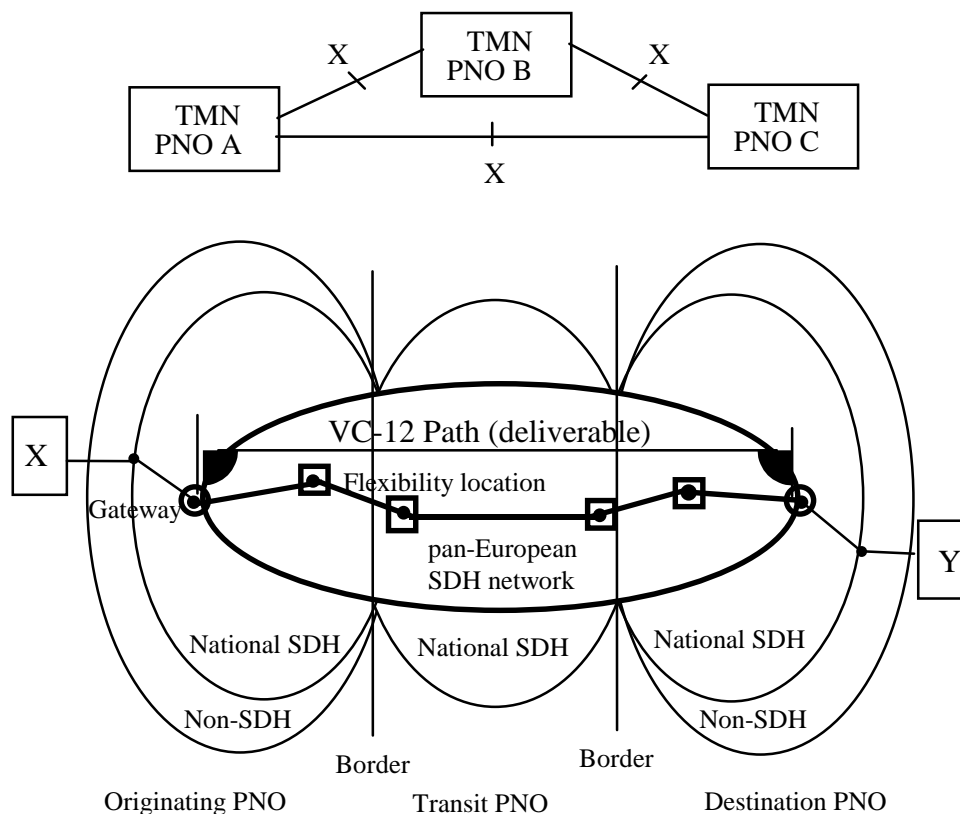 TMN
PNO B
X
X
TMN
PNO A
TMN
PNO C
X
VC-12 Path (deliverable)
X
Flexibility location
Gateway
pan-European
SDH network
Y
National SDH
National SDH
National SDH
Non-SDH
Non-SDH
Border
Border
Originating PNO
Transit PNO
Destination PNO